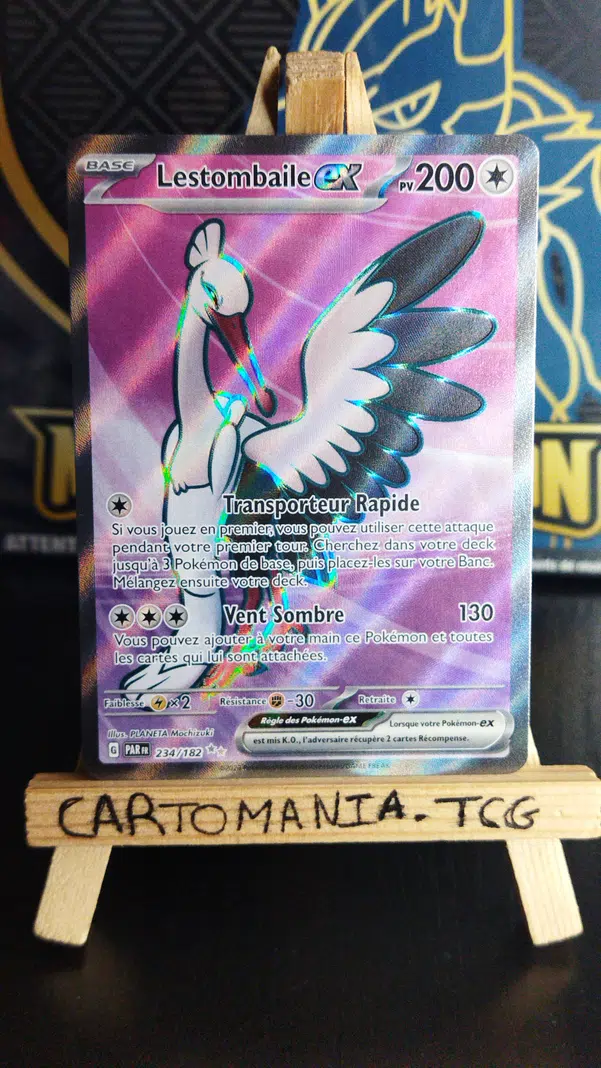 BASE
Lestombaile ex PV 200
Transporteur Rapide
Si vous jouez en premier, vous pouvez utiliser cette attaque
pendant votre premier tour. Cherchez dans votre deck
jusqu'à 3 Pokémon de base, puis placez-les sur votre Banc.
Mélangez ensuite votre deck.
Vent Sombre 130
Vous pouvez ajouter à votre main ce Pokémon et toutes
les cartes qui lui sont attachées.
Faiblesse ×2 Résistance -30 Retraite
Règle des Pokémon-ex Lorsque votre Pokémon-ex
est mis K.O., l'adversaire récupère 2 cartes Récompense.
Illus. PLANETA Mochizuki
G PAR FR 234/182
CARTOMANIA.TCG